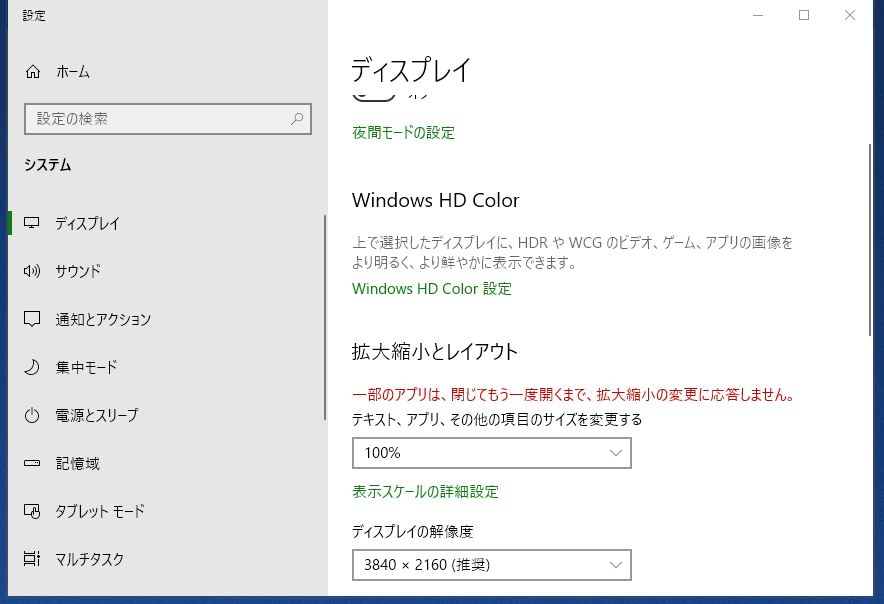 設定
ホーム
設定の検索
システム
ディスプレイ
サウンド
通知とアクション
集中モード
電源とスリープ
記憶域
タブレット モード
マルチタスク
ディスプレイ
夜間モードの設定
Windows HD Color
上で選択したディスプレイに、HDR や WCG のビデオ、ゲーム、アプリの画像を
より明るく、より鮮やかに表示できます。
Windows HD Color 設定
拡大縮小とレイアウト
一部のアプリは、閉じてもう一度開くまで、拡大縮小の変更に応答しません。
テキスト、アプリ、その他の項目のサイズを変更する
100%
表示スケールの詳細設定
ディスプレイの解像度
3840 × 2160 (推奨)